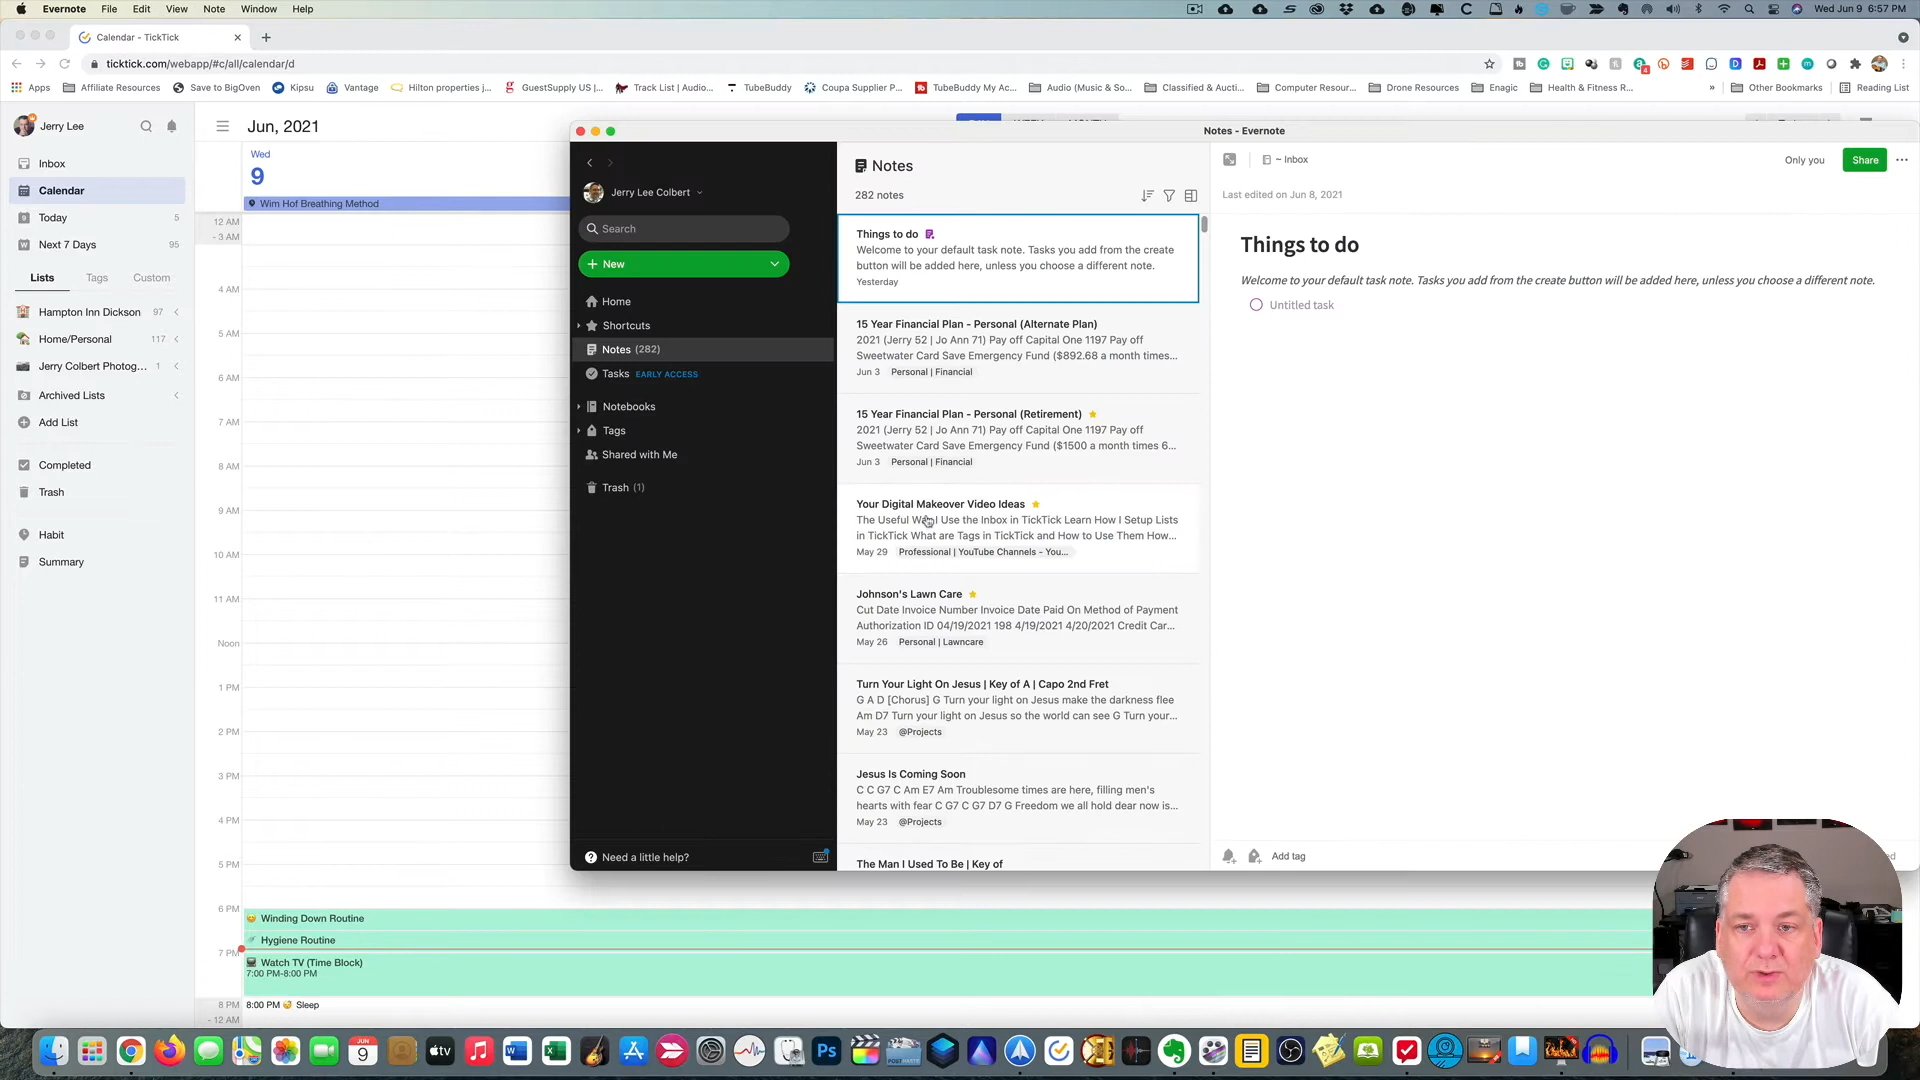 Evernote File Edit View Note Window Help
Wed Jun 9 6:57 PM
Calendar - TickTick
ticktick.com/webapp/#c/all/calendar/d
Apps Affiliate Resources Save to BigOven Kipsu Vantage Hilton properties j... GuestSupply US |... Track List | Audio... TubeBuddy Coupa Supplier P... TubeBuddy My Ac... Audio (Music & So... Classified & Aucti... Computer Resour... Drone Resources Enagic Health & Fitness R... » Other Bookmarks Reading List
Jerry Lee
Inbox
Calendar
Today 5
Next 7 Days 95
Lists Tags Custom
Hampton Inn Dickson 97
Home/Personal 117
Jerry Colbert Photog... 1
Archived Lists
Add List
Completed
Trash
Habit
Summary
Jun, 2021
Wed
9
Wim Hof Breathing Method
12 AM
- 3 AM
4 AM
5 AM
6 AM
7 AM
8 AM
9 AM
10 AM
11 AM
Noon
1 PM
2 PM
3 PM
4 PM
5 PM
6 PM
Winding Down Routine
Hygiene Routine
7 PM
Watch TV (Time Block)
7:00 PM-8:00 PM
8 PM 8:00 PM Sleep
- 12 AM
Notes - Evernote
Jerry Lee Colbert
Search
New
Home
Shortcuts
Notes (282)
Tasks EARLY ACCESS
Notebooks
Tags
Shared with Me
Trash (1)
Need a little help?
Notes
282 notes
Things to do
Welcome to your default task note. Tasks you add from the create
button will be added here, unless you choose a different note.
Yesterday
15 Year Financial Plan - Personal (Alternate Plan)
2021 (Jerry 52 | Jo Ann 71) Pay off Capital One 1197 Pay off
Sweetwater Card Save Emergency Fund ($892.68 a month times...
Jun 3 Personal | Financial
15 Year Financial Plan - Personal (Retirement)
2021 (Jerry 52 | Jo Ann 71) Pay off Capital One 1197 Pay off
Sweetwater Card Save Emergency Fund ($1500 a month times 6...
Jun 3 Personal | Financial
Your Digital Makeover Video Ideas
The Useful Way I Use the Inbox in TickTick Learn How I Setup Lists
in TickTick What are Tags in TickTick and How to Use Them How...
May 29 Professional | YouTube Channels - You...
Johnson's Lawn Care
Cut Date Invoice Number Invoice Date Paid On Method of Payment
Authorization ID 04/19/2021 198 4/19/2021 4/20/2021 Credit Car...
May 26 Personal | Lawncare
Turn Your Light On Jesus | Key of A | Capo 2nd Fret
G A D [Chorus] G Turn your light on Jesus make the darkness flee
Am D7 Turn your light on Jesus so the world can see G Turn your...
May 23 @Projects
Jesus Is Coming Soon
C C G7 C Am E7 Am Troublesome times are here, filling men's
hearts with fear C G7 C G7 D7 G Freedom we all hold dear now is...
May 23 @Projects
The Man I Used To Be | Key of
~ Inbox
Only you Share
Last edited on Jun 8, 2021
Things to do
Welcome to your default task note. Tasks you add from the create button will be added here, unless you choose a different note.
Untitled task
Add tag
JUN
9
tv